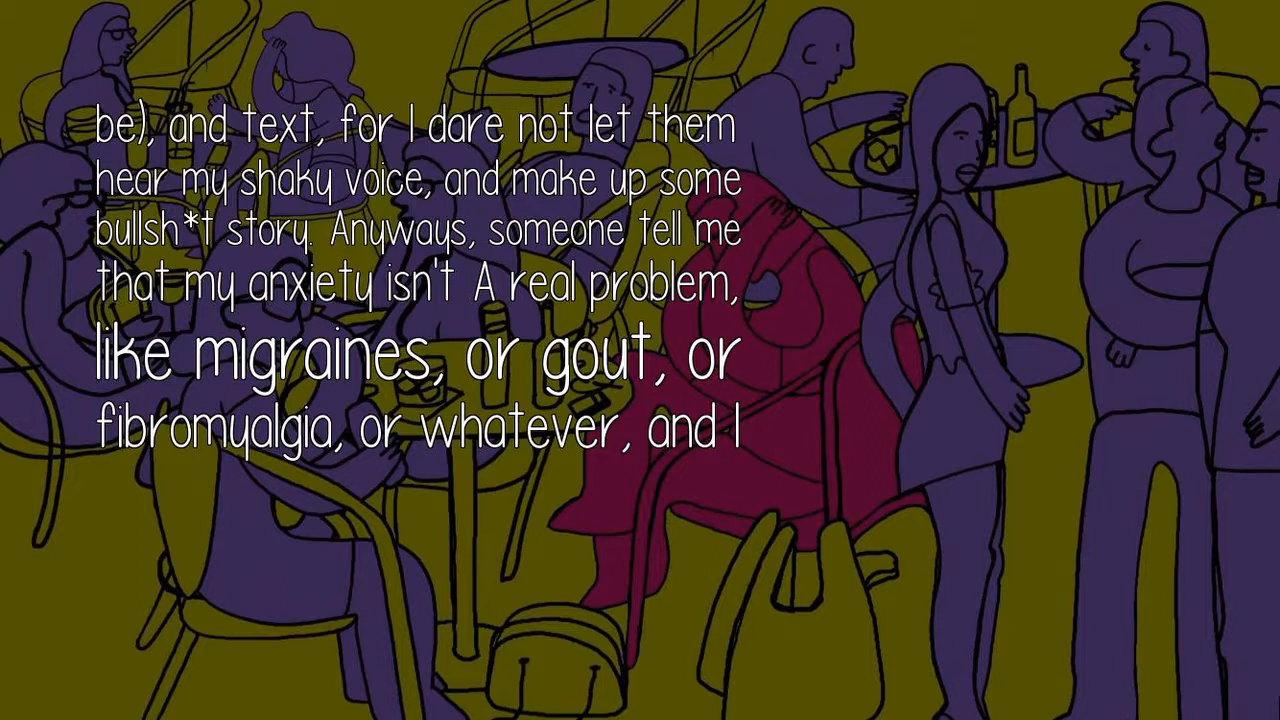 be), and text, for I dare not let them
hear my shaky voice, and make up some
bullsh*t story. Anyways, someone tell me
that my anxiety isn't A real problem,
like migraines, or gout, or
fibromyalgia, or whatever, and I